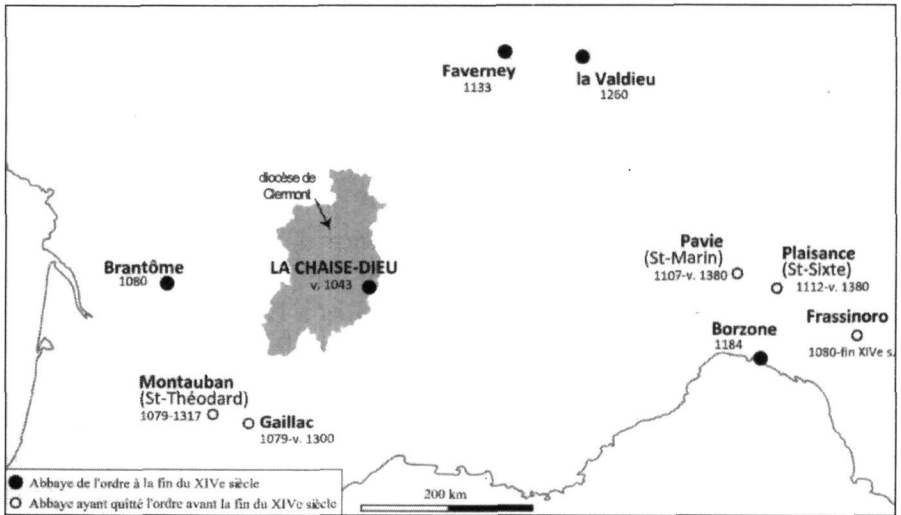 Faverney
1133
la Valdieu
1260
diocèse de
Clermont
LA CHAISE-DIEU
v. 1043
Brantôme
1080
Pavie
(St-Marin)
1107-v. 1380
Plaisance
(St-Sixte)
1112-v. 1380
Frassinoro
1080-fin XIVe s.
Borzone
1184
Montauban
(St-Théodard)
1079-1317
Gaillac
1079-v. 1300
Abbaye de l'ordre à la fin du XIVe siècle
Abbaye ayant quitté l'ordre avant la fin du XIVe siècle
200 km